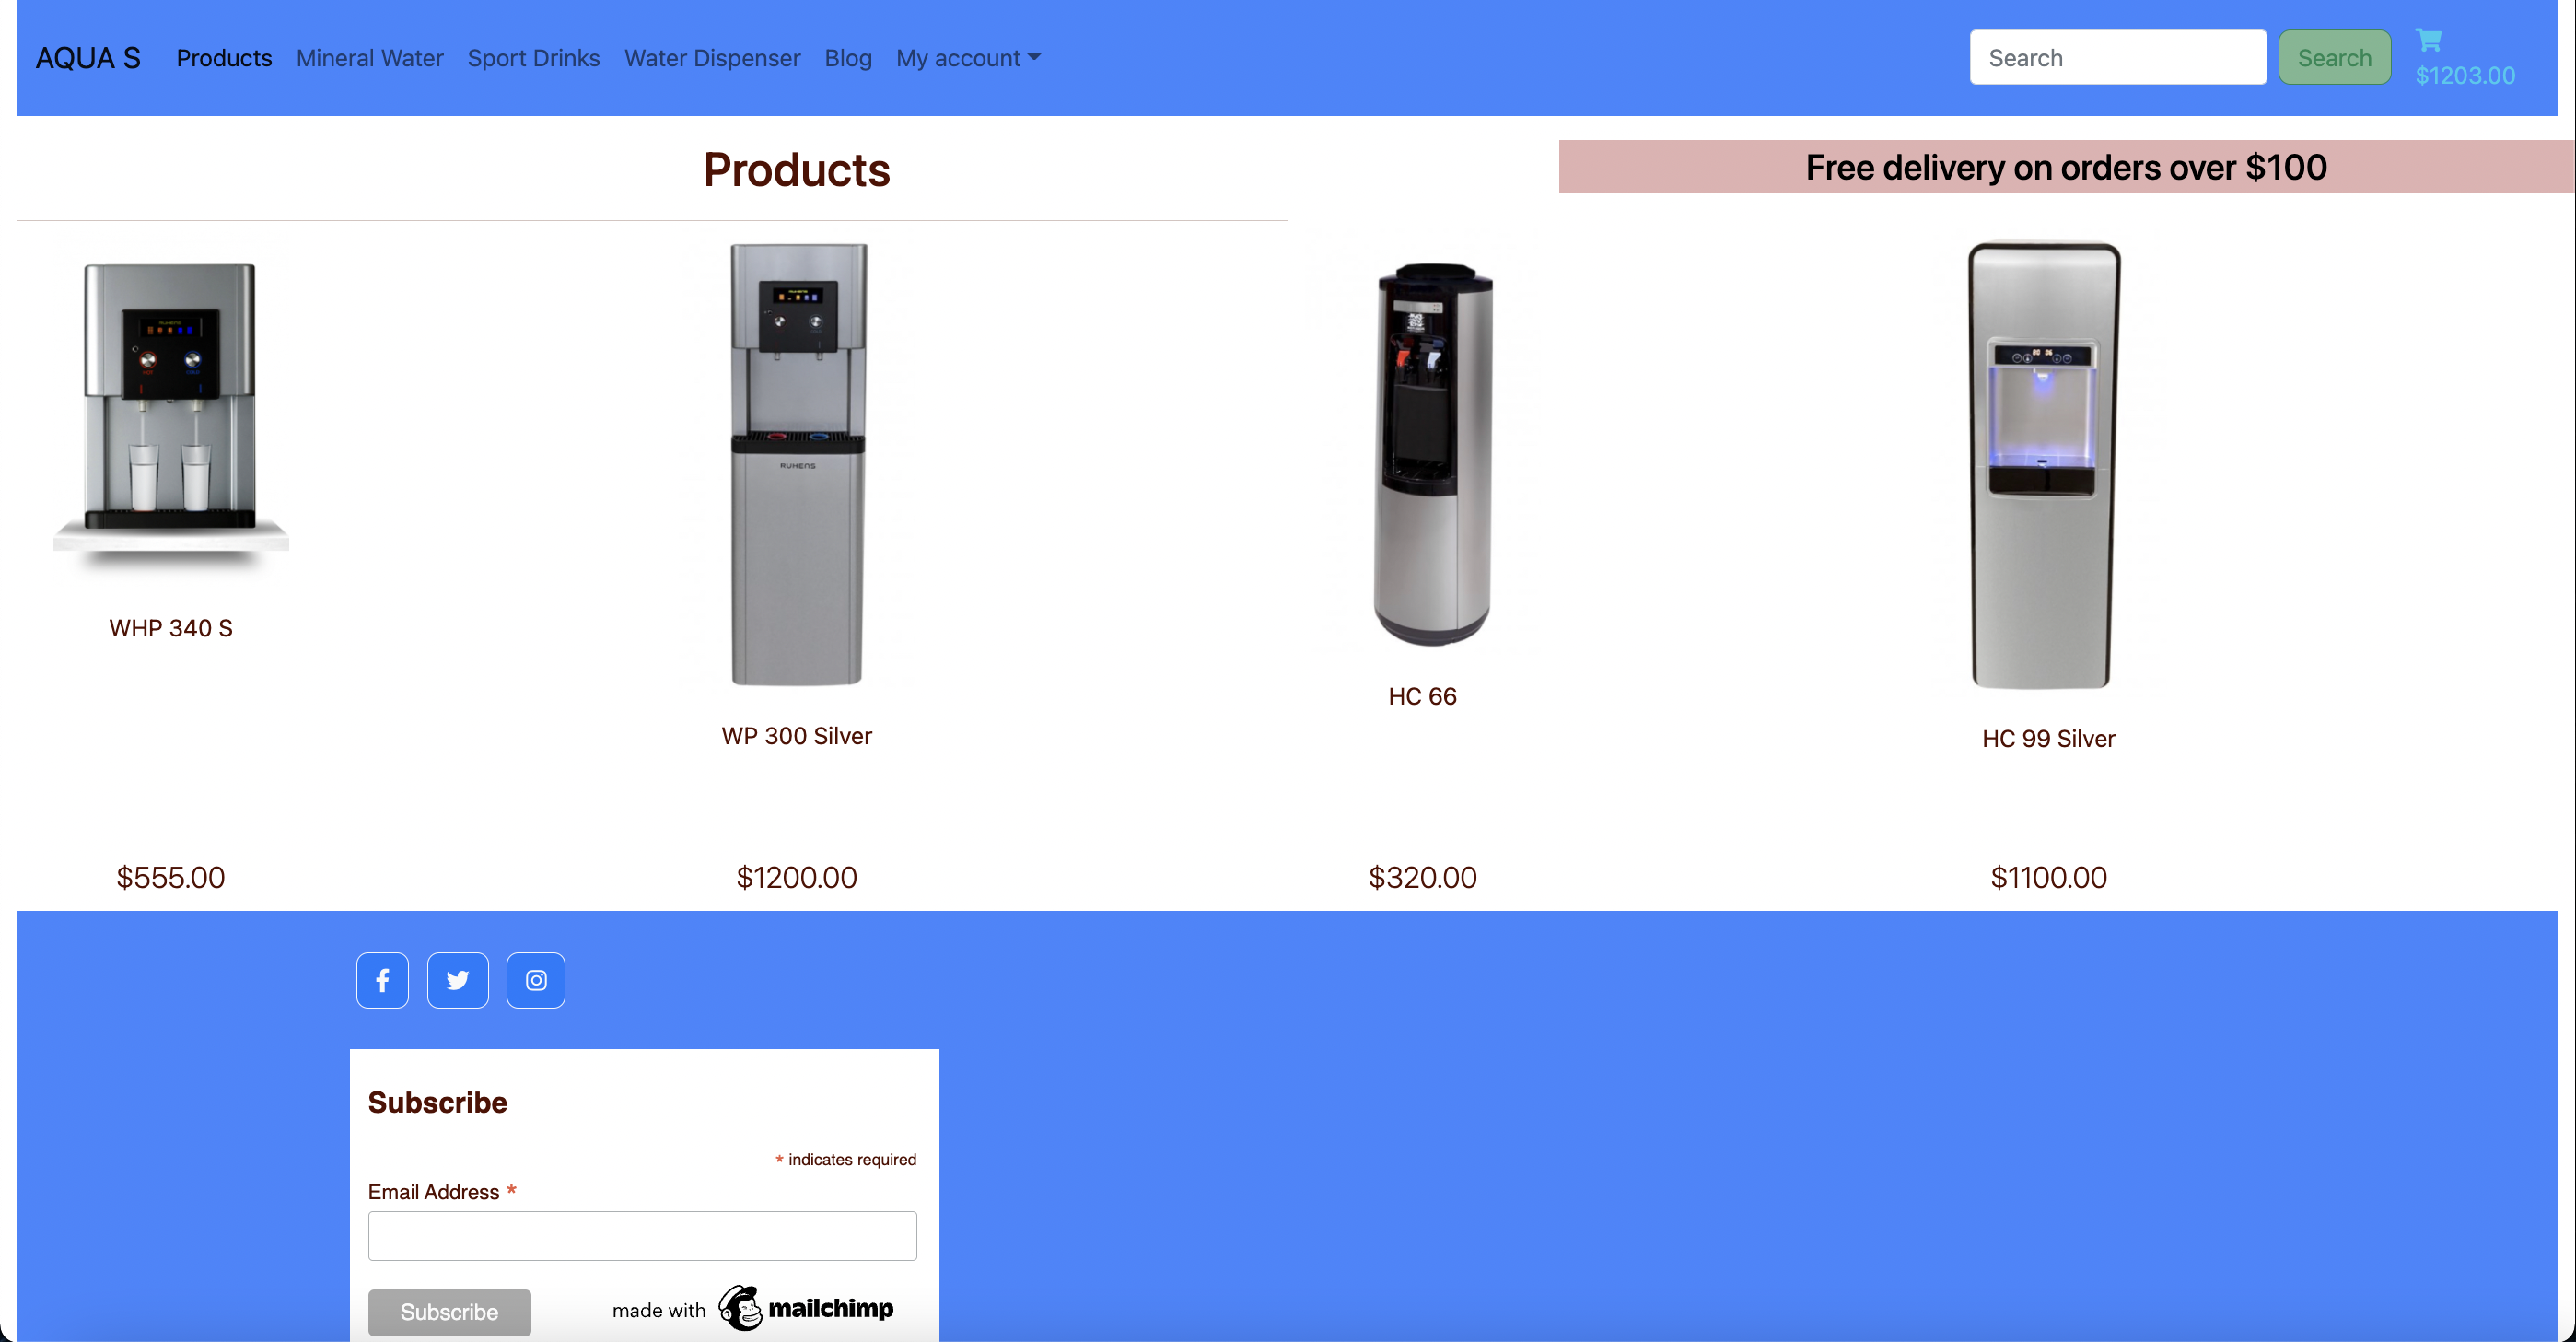 AQUA S Products Mineral Water Sport Drinks Water Dispenser Blog My account Search Search
$1203.00
Products Free delivery on orders over $100
RUHENS
WHP 340 S
HC 66
WP 300 Silver
HC 99 Silver
$555.00 $1200.00 $320.00 $1100.00
Subscribe
* indicates required
Email Address *
Subscribe made with mailchimp